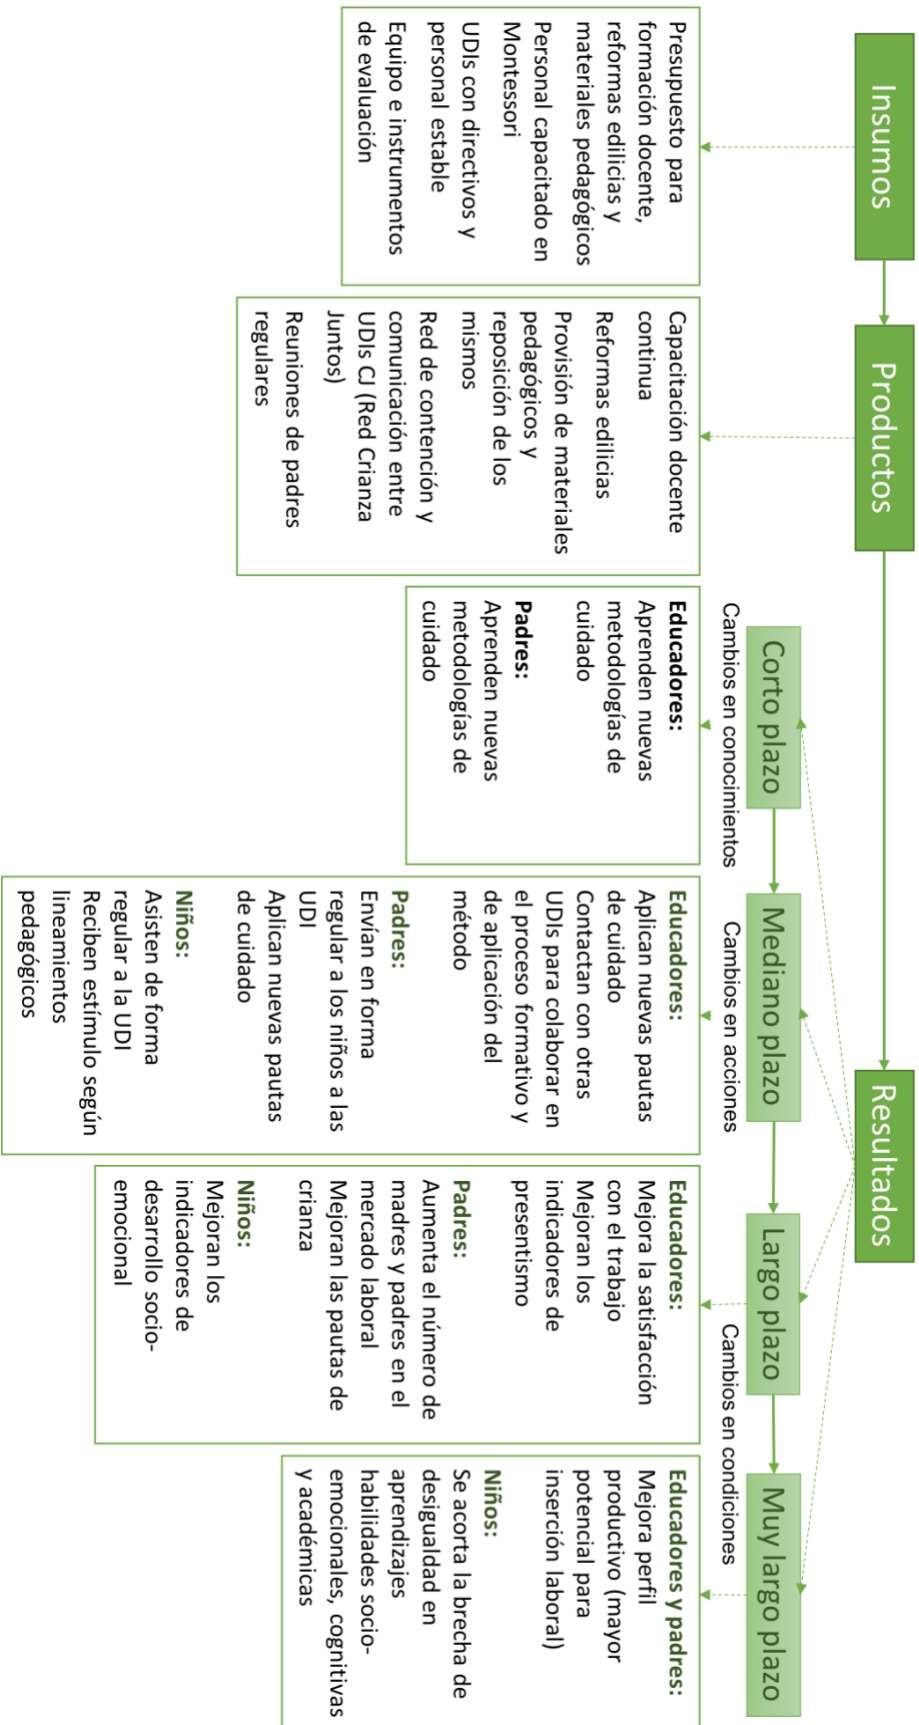 Insumos
Productos
Resultados
Corto plazo
Mediano plazo
Largo plazo
Muy largo plazo
Cambios en conocimientos
Cambios en acciones
Cambios en condiciones
Presupuesto para
formación docente,
reformas edilicias y
materiales pedagógicos
Personal capacitado en
Montessori
UDIs con directivos y
personal estable
Equipo e instrumentos
de evaluación
Capacitación docente
continua
Reformas edilicias
Provisión de materiales
pedagógicos y
reposición de los
mismos
Red de contención y
comunicación entre
UDIs CJ (Red Crianza
Juntos)
Reuniones de padres
regulares
Educadores:
Aprenden nuevas
metodologías de
cuidado
Padres:
Aprenden nuevas
metodologías de
cuidado
Educadores:
Aplican nuevas pautas
de cuidado
Contactan con otras
UDIs para colaborar en
el proceso formativo y
de aplicación del
método
Padres:
Envían en forma
regular a los niños a las
UDI
Aplican nuevas pautas
de cuidado
Niños:
Asisten de forma
regular a la UDI
Reciben estímulo según
lineamientos
pedagógicos
Educadores:
Mejora la satisfacción
con el trabajo
Mejoran los
indicadores de
presentismo
Padres:
Aumenta el número de
madres y padres en el
mercado laboral
Mejoran las pautas de
crianza
Niños:
Mejoran los
indicadores de
desarrollo socio-
emocional
Educadores y padres:
Mejora perfil
productivo (mayor
potencial para
inserción laboral)
Niños:
Se acorta la brecha de
desigualdad en
aprendizajes
habilidades socio-
emocionales, cognitivas
y académicas